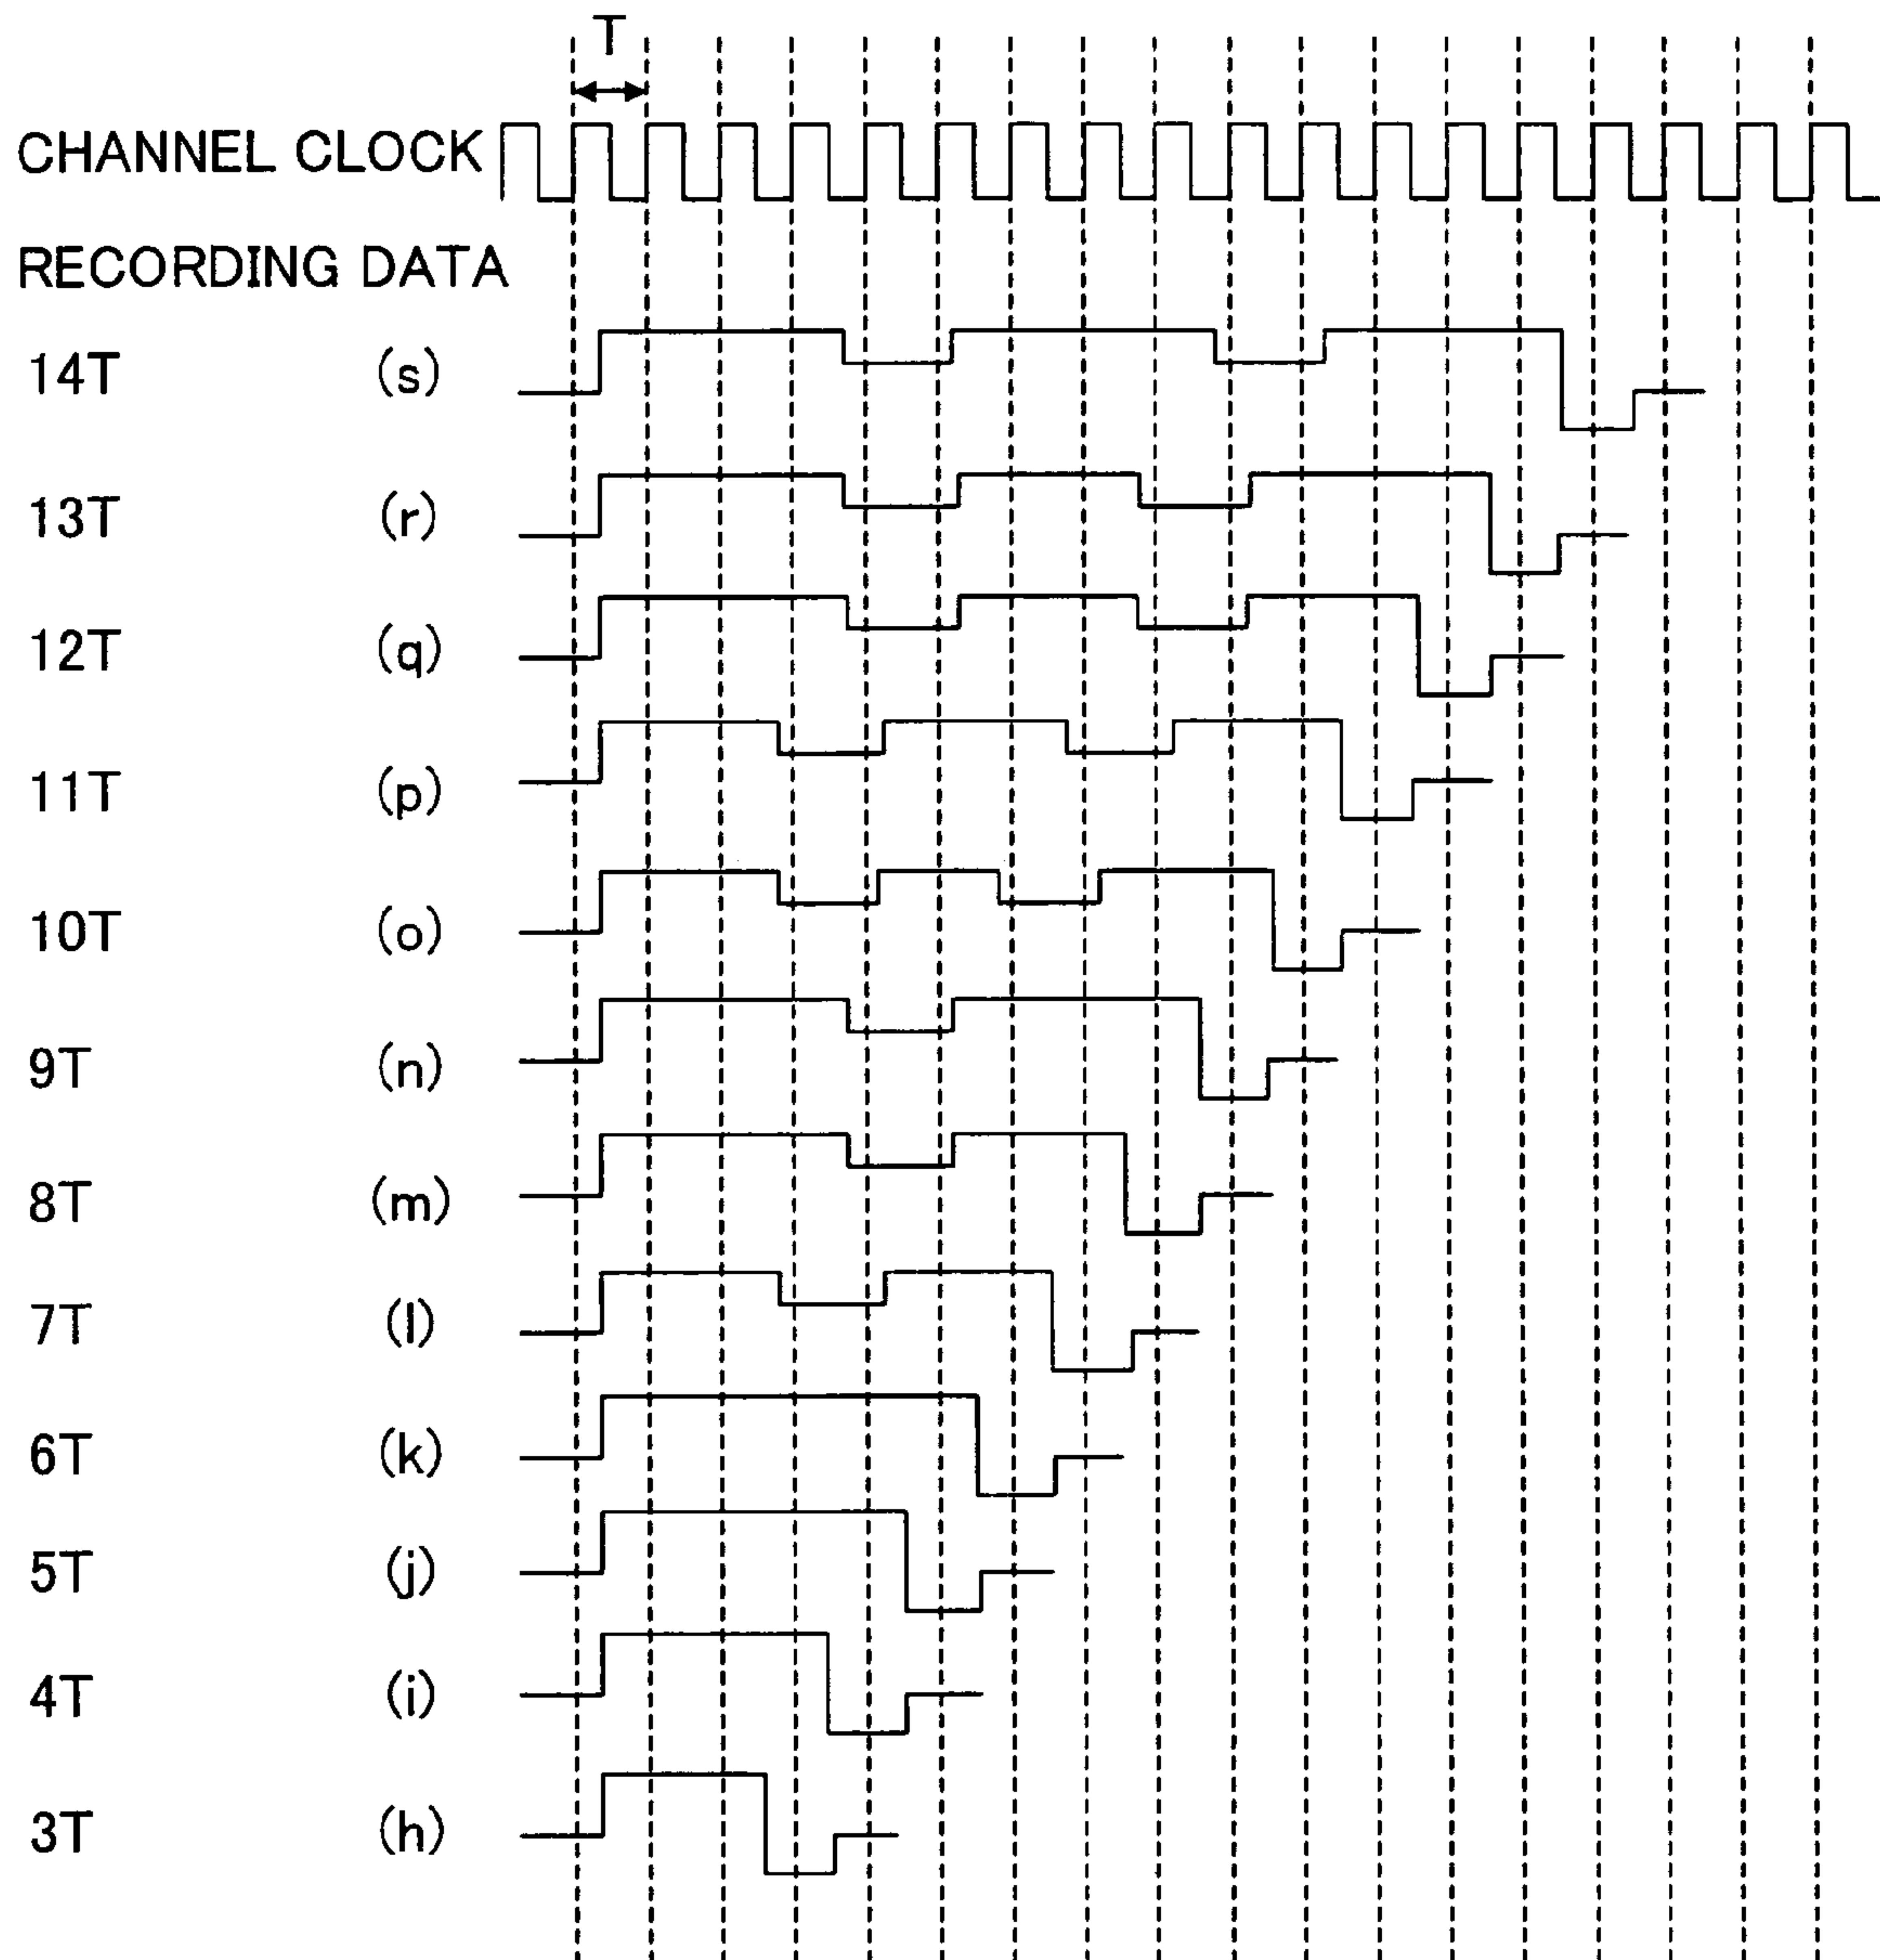 T
CHANNEL CLOCK
RECORDING DATA
14T (s)
13T (r)
12T (q)
11T (p)
10T (o)
9T (n)
8T (m)
7T (l)
6T (k)
5T (j)
4T (i)
3T (h)